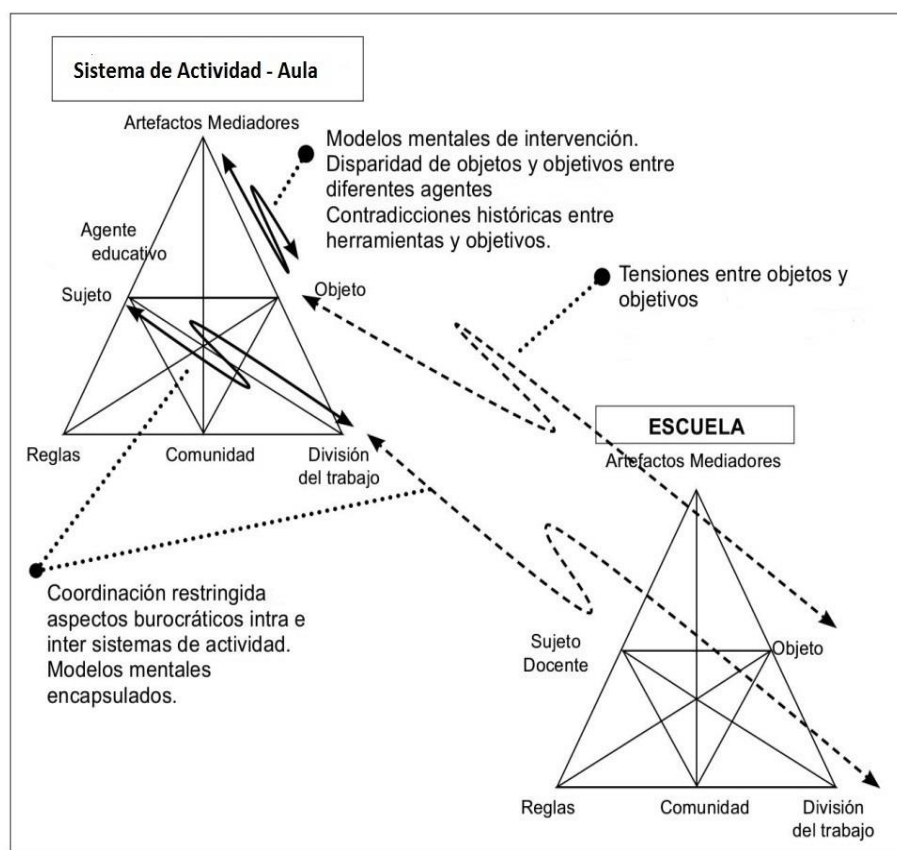 Sistema de Actividad - Aula
Artefactos Mediadores
Modelos mentales de intervención.
Disparidad de objetos y objetivos entre
diferentes agentes
Contradicciones históricas entre
herramientas y objetivos.
Agente
educativo
Sujeto
Objeto
Tensiones entre objetos y
objetivos
Reglas
Comunidad
División
del trabajo
ESCUELA
Artefactos Mediadores
Coordinación restringida
aspectos burocráticos intra e
inter sistemas de actividad.
Modelos mentales
encapsulados.
Sujeto
Docente
Objeto
Reglas
Comunidad
División
del trabajo